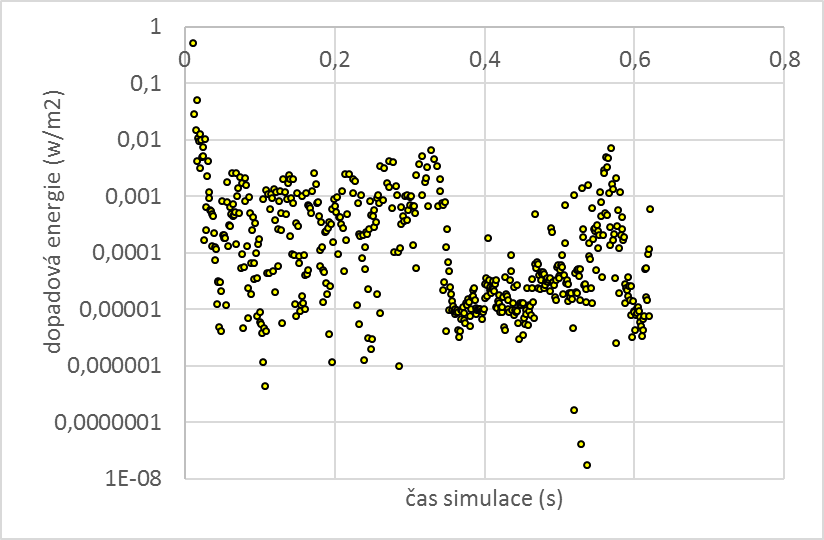 1
0 0,2 0,4 0,6 0,8
0,1
0,01
0,001
0,0001
0,00001
0,000001
0,0000001
1E-08
dopadová energie (w/m2)
čas simulace (s)